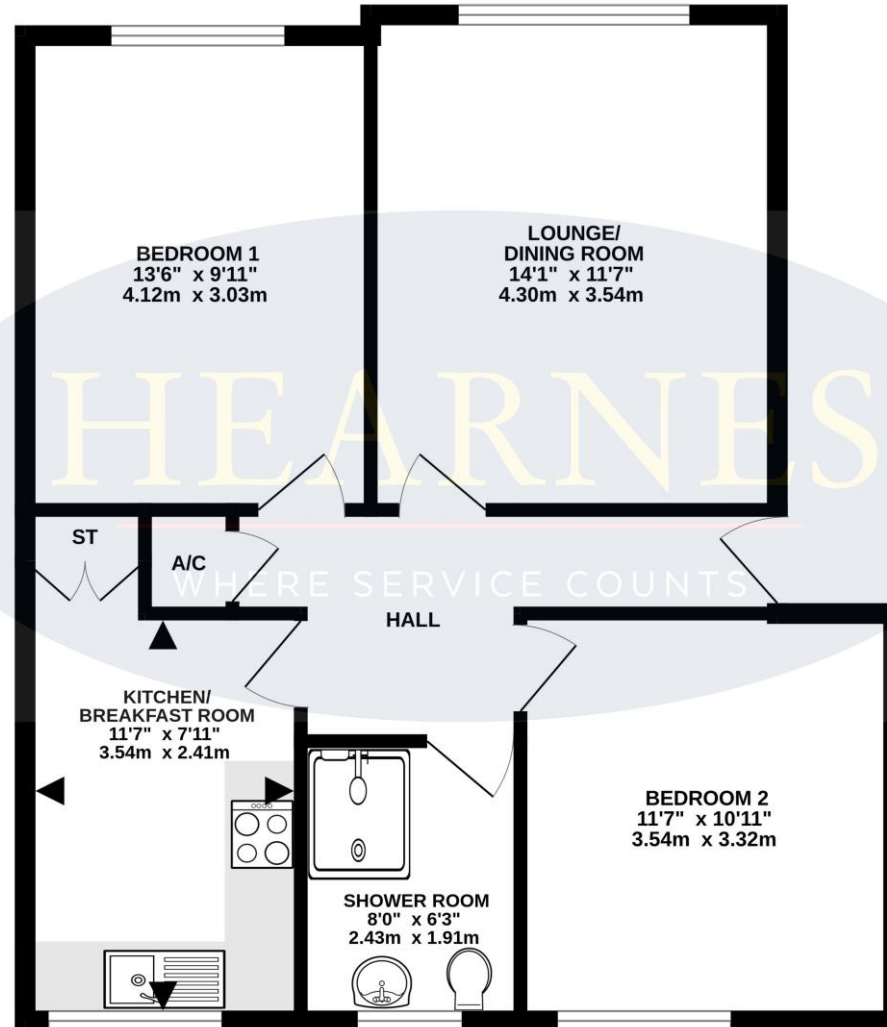 BEDROOM 1
13'6" x 9'11"
4.12m x 3.03m
LOUNGE/
DINING ROOM
14'1" x 11'7"
4.30m x 3.54m
HEARNES
WHERE SERVICE COUNTS
ST
A/C
HALL
KITCHEN/
BREAKFAST ROOM
11'7" x 7'11"
3.54m x 2.41m
SHOWER ROOM
8'0" x 6'3"
2.43m x 1.91m
BEDROOM 2
11'7" x 10'11"
3.54m x 3.32m